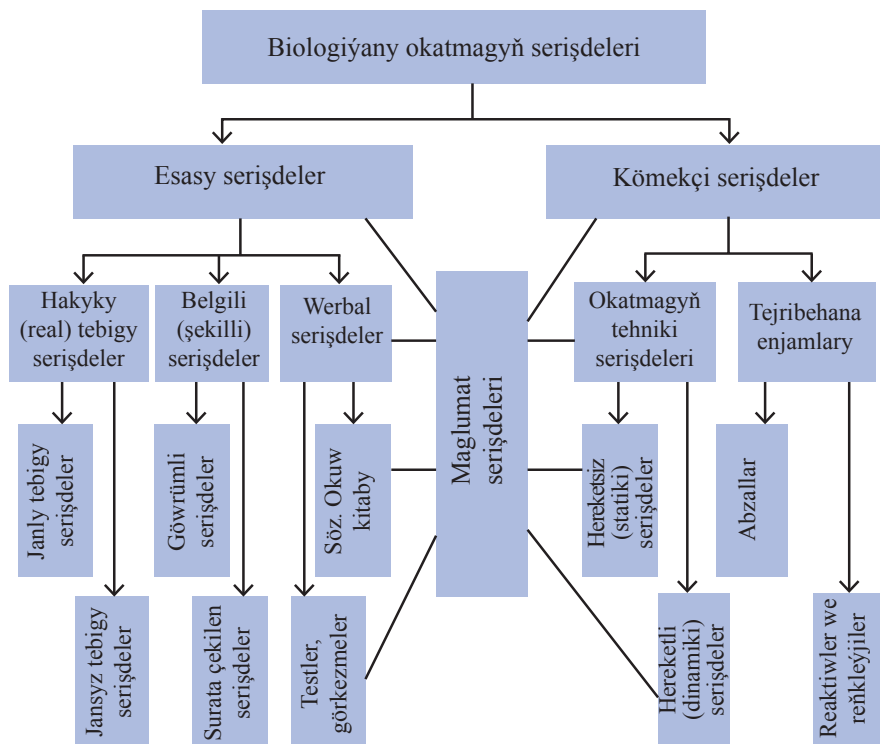 Biologiýany okatmagyň serişdeleri
Esasy serişdeler
Kömekçi serişdeler
Hakyky
(real) tebigy
serişdeler
Belgili
(şekilli)
serişdeler
Werbal
serişdeler
Maglumat
serişdeleri
Okatmagyň
tehniki
serişdeleri
Tejribehana
enjamlary
Janly tebigy
serişdeler
Göwrümli
serişdeler
Söz. Okuw
kitaby
Hereketsiz
(statiki)
serişdeler
Abzallar
Jansyz tebigy
serişdeler
Surata çekilen
serişdeler
Testler,
görkezmeler
Hereketli
(dinamiki)
serişdeler
Reaktiwler we
reňkleýjiler